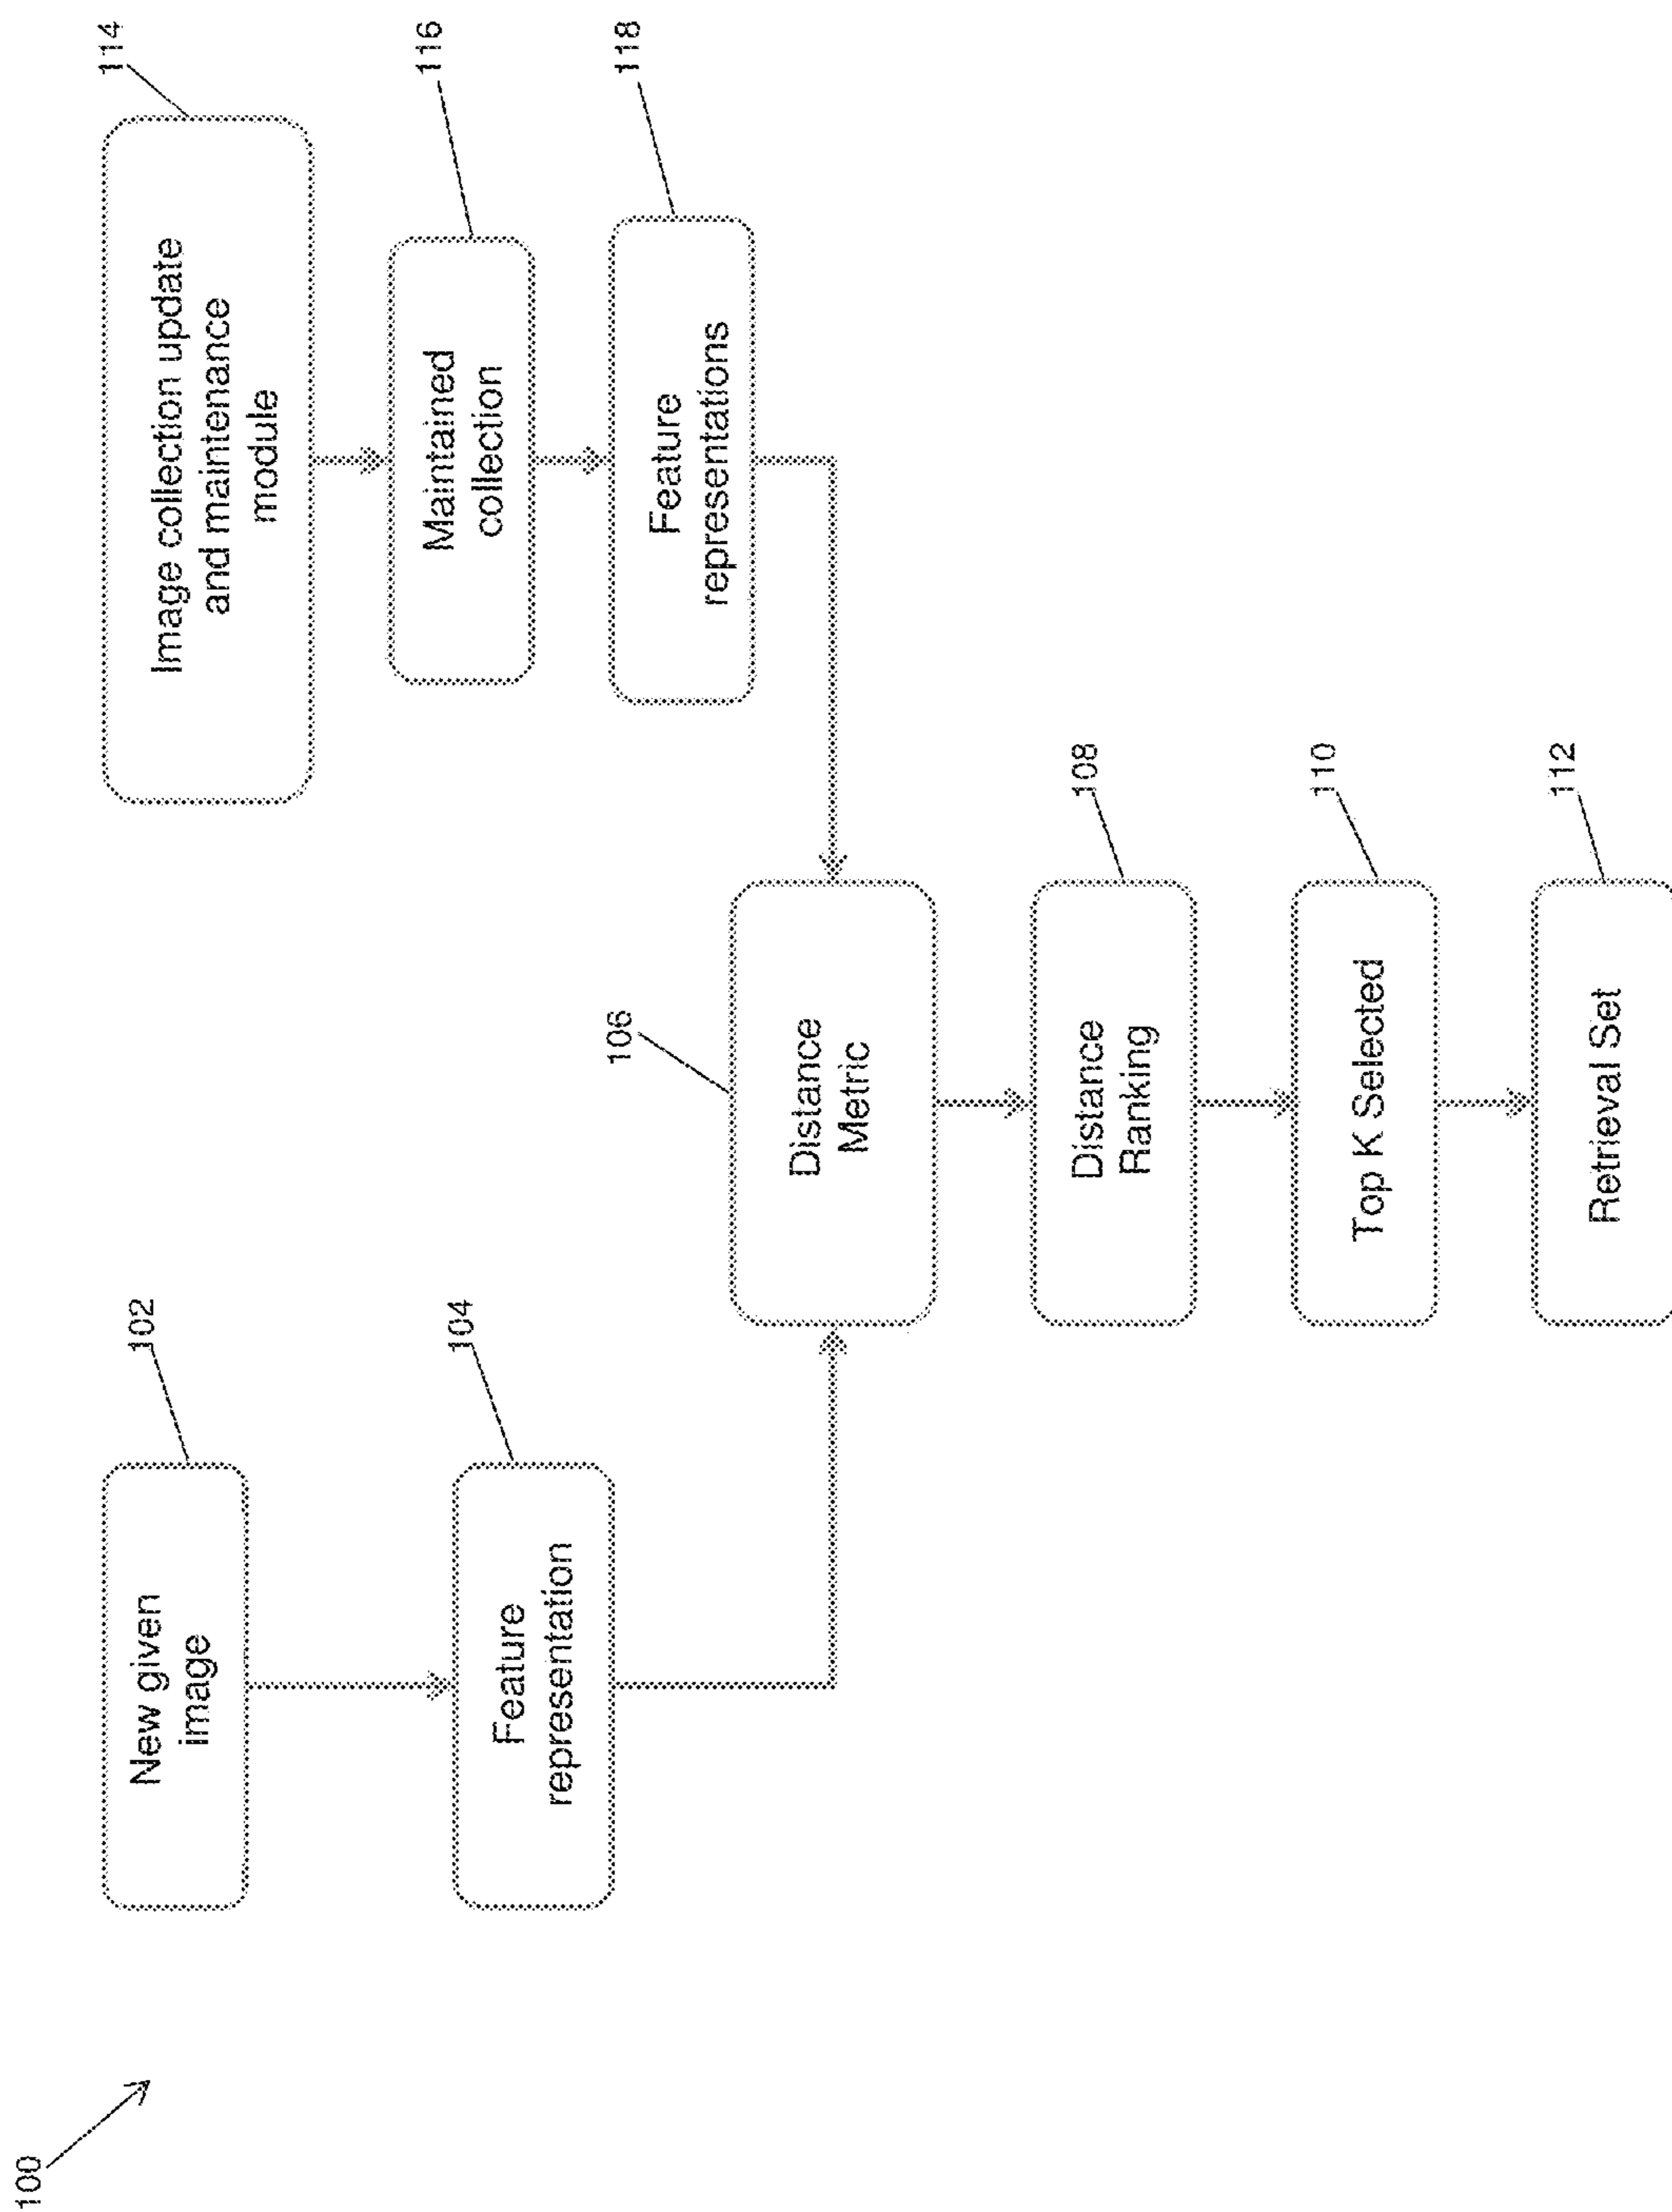 100
102
New given
image
104
Feature
representation
114
Image collection update
and maintenance
module
116
Maintained
collection
118
Feature
representations
106
Distance
Metric
108
Distance
Ranking
110
Top K Selected
112
Retrieval Set